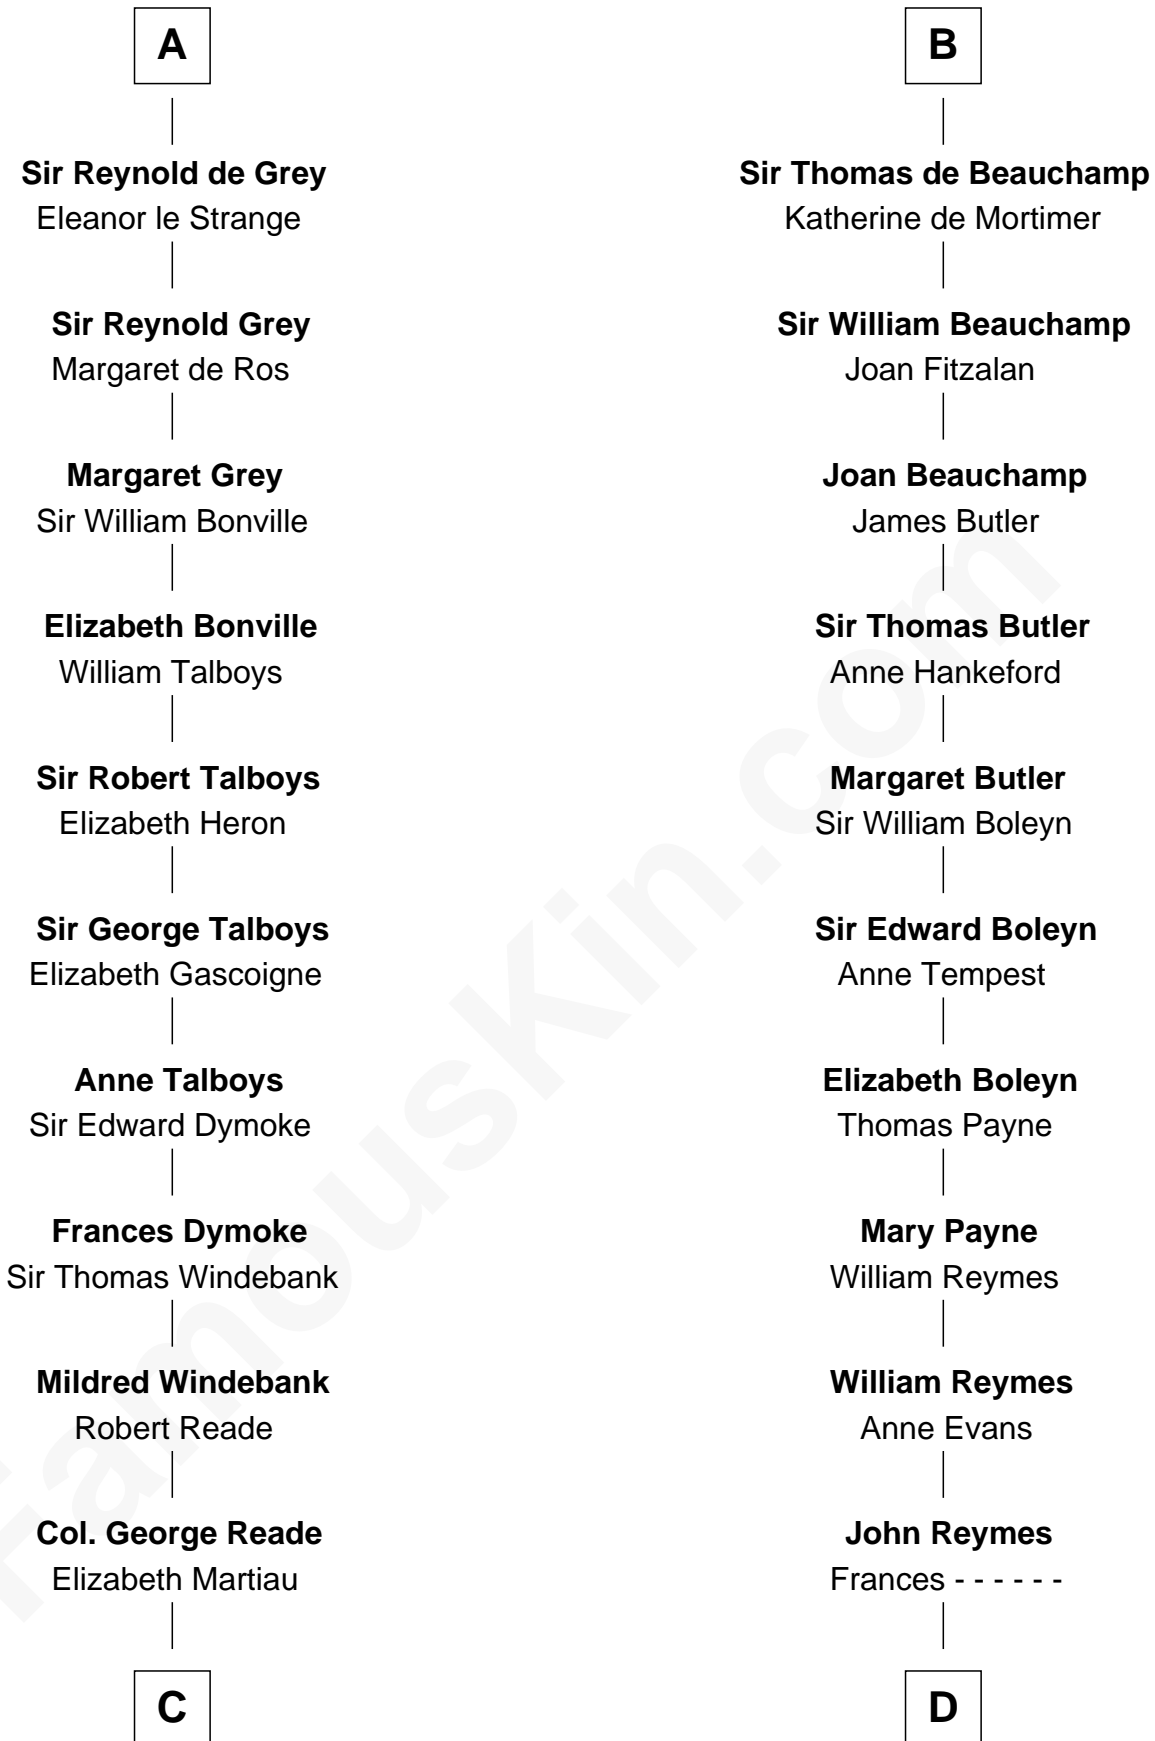 A
Sir Reynold de Grey
Eleanor le Strange
Sir Reynold Grey
Margaret de Ros
Margaret Grey
Sir William Bonville
Elizabeth Bonville
William Talboys
Sir Robert Talboys
Elizabeth Heron
Sir George Talboys
Elizabeth Gascoigne
Anne Talboys
Sir Edward Dymoke
Frances Dymoke
Sir Thomas Windebank
Mildred Windebank
Robert Reade
Col. George Reade
Elizabeth Martiau
C
B
Sir Thomas de Beauchamp
Katherine de Mortimer
Sir William Beauchamp
Joan Fitzalan
Joan Beauchamp
James Butler
Sir Thomas Butler
Anne Hankeford
Margaret Butler
Sir William Boleyn
Sir Edward Boleyn
Anne Tempest
Elizabeth Boleyn
Thomas Payne
Mary Payne
William Reymes
William Reymes
Anne Evans
John Reymes
Frances - - - - - -
D
FamousKin.com